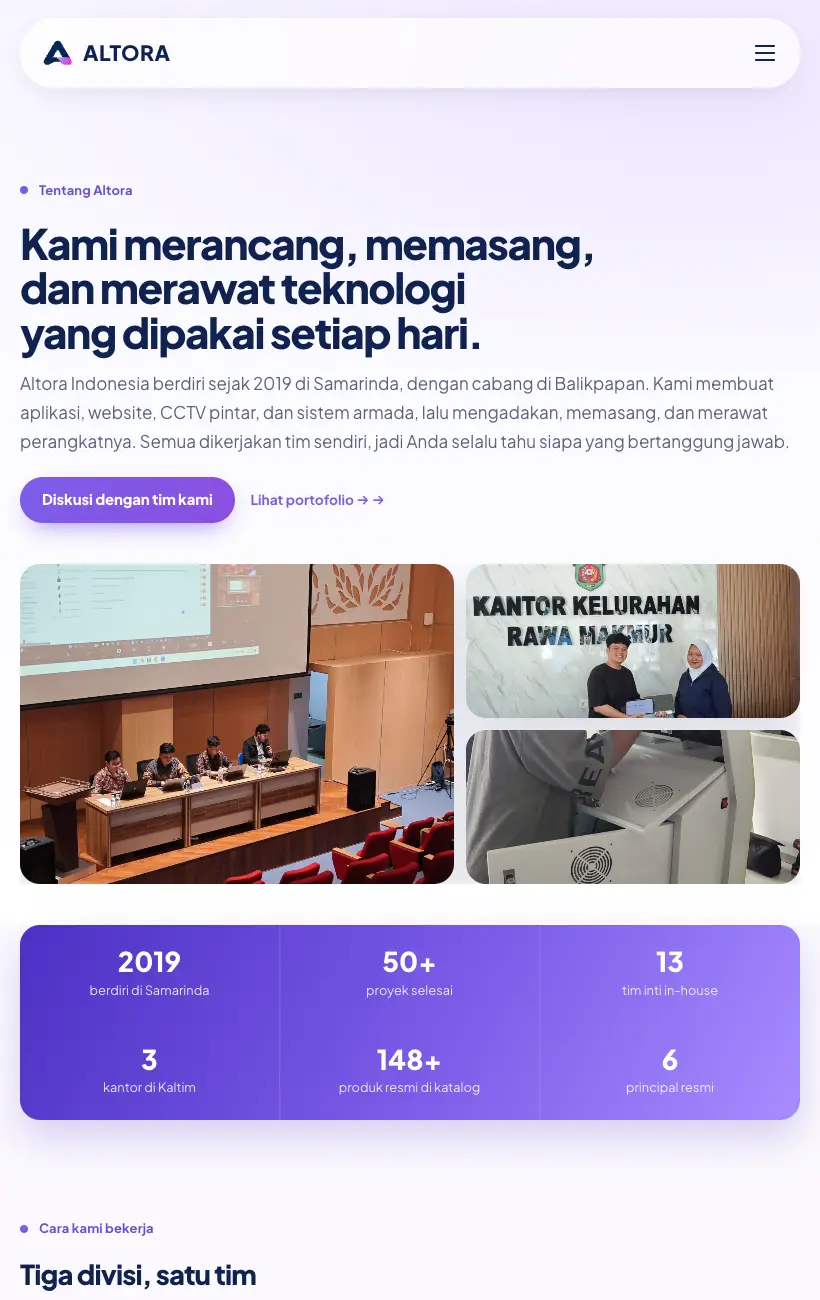 ALTORA
Tentang Altora
Kami merancang, memasang,
dan merawat teknologi
yang dipakai setiap hari.
Altora Indonesia berdiri sejak 2019 di Samarinda, dengan cabang di Balikpapan. Kami membuat
aplikasi, website, CCTV pintar, dan sistem armada, lalu mengadakan, memasang, dan merawat
perangkatnya. Semua dikerjakan tim sendiri, jadi Anda selalu tahu siapa yang bertanggung jawab.
Diskusi dengan tim kami
Lihat portofolio → →
KANTOR KELURAHAN
RAWA MAKMUR
2019
berdiri di Samarinda
50+
proyek selesai
13
tim inti in-house
3
kantor di Kaltim
148+
produk resmi di katalog
6
principal resmi
Cara kami bekerja
Tiga divisi, satu tim